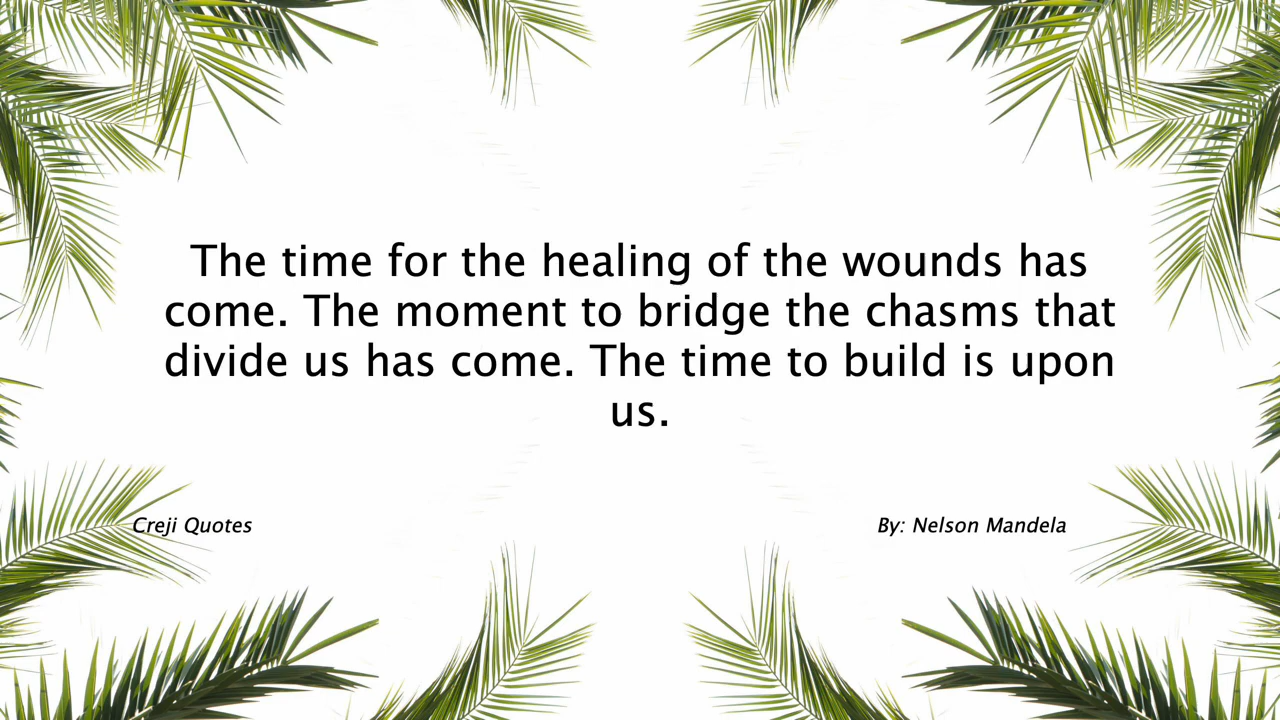 The time for the healing of the wounds has
come. The moment to bridge the chasms that
divide us has come. The time to build is upon
us.
Creji Quotes
By: Nelson Mandela